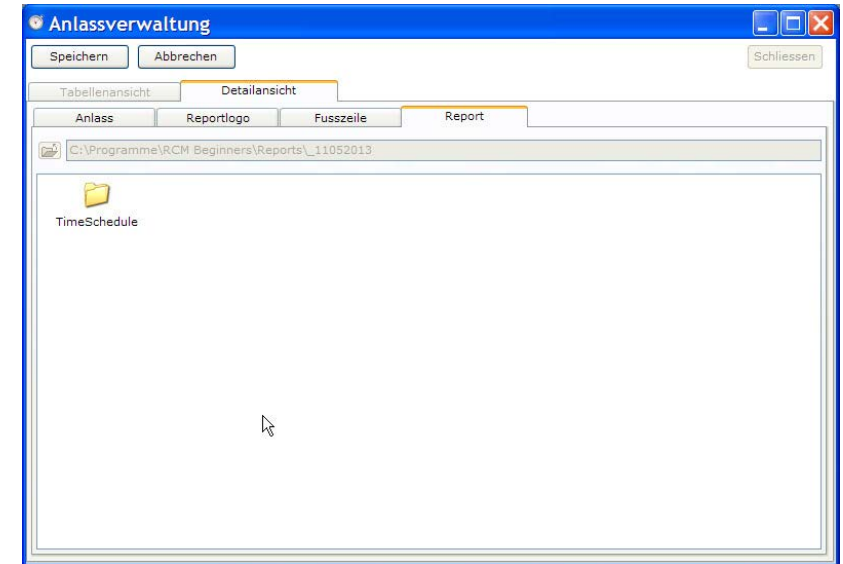 Anlassverwaltung
Speichern Abbrechen Schliessen
Tabellenansicht Detailansicht
Anlass Reportlogo Fusszeile Report
C:\Programme\RCM Beginners\Reports\_11052013
TimeSchedule